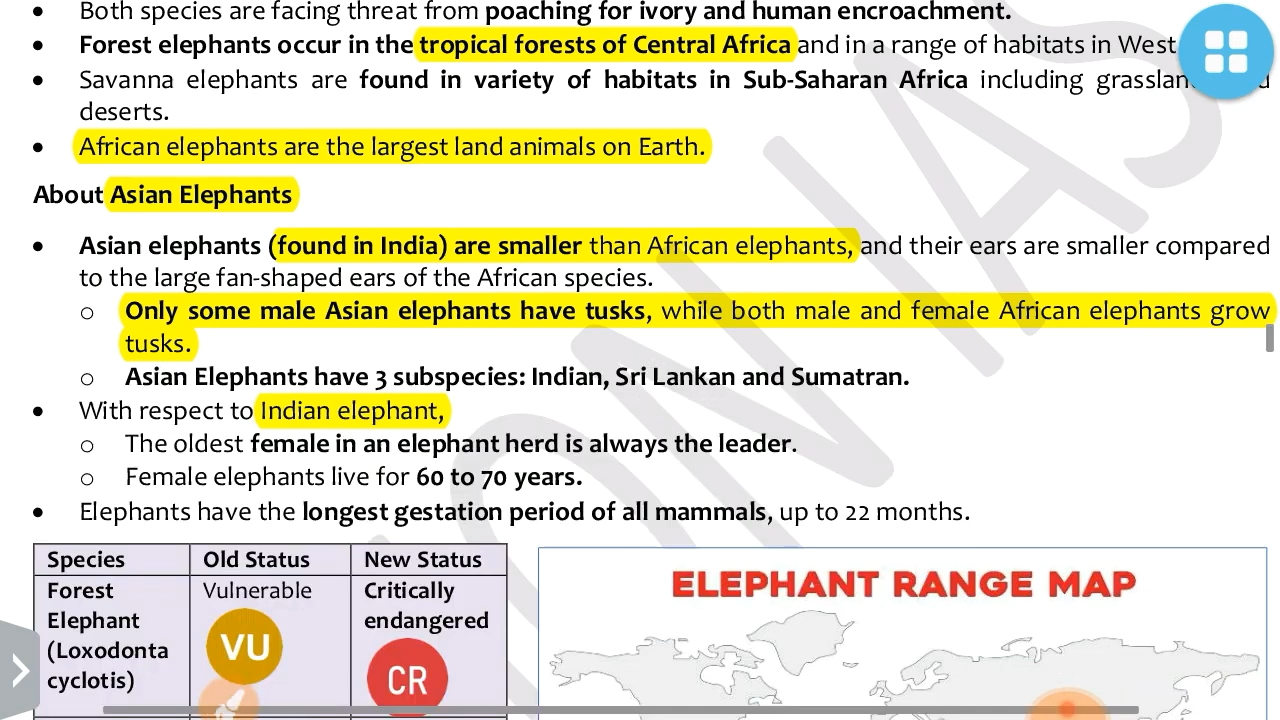 • Both species are facing threat from poaching for ivory and human encroachment.
• Forest elephants occur in the tropical forests of Central Africa and in a range of habitats in West
• Savanna elephants are found in variety of habitats in Sub-Saharan Africa including
deserts.
• African elephants are the largest land animals on Earth.
About Asian Elephants
• Asian elephants (found in India) are smaller than African elephants, and their ears are smaller compared
to the large fan-shaped ears of the African species.
o Only some male Asian elephants have tusks, while both male and female African elephants grow
tusks.
o Asian Elephants have 3 subspecies: Indian, Sri Lankan and Sumatran.
• With respect to Indian elephant,
o The oldest female in an elephant herd is always the leader.
o Female elephants live for 60 to 70 years.
• Elephants have the longest gestation period of all mammals, up to 22 months.
Species Old Status New Status
Forest Vulnerable Critically
Elephant endangered
(Loxodonta VU
cyclotis) CR
ELEPHANT RANGE MAP